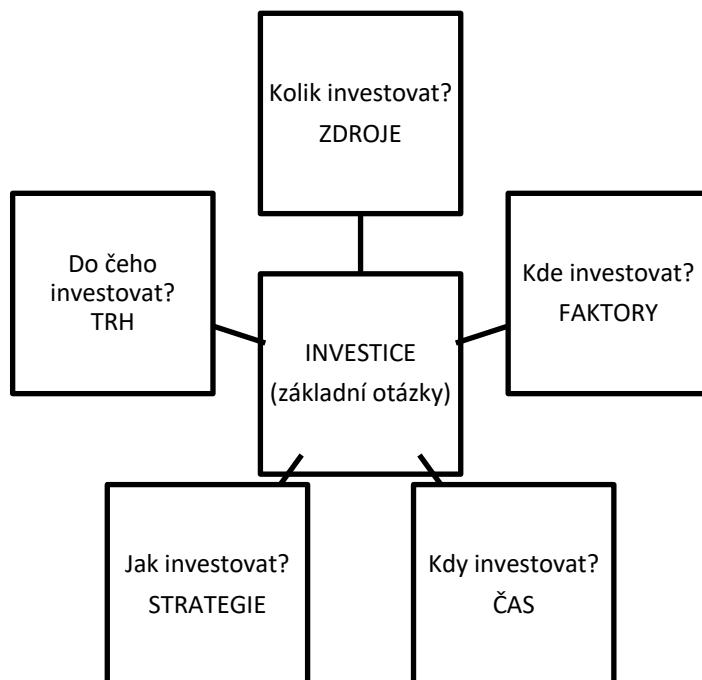 Kolik investovat?
ZDROJE
Do čeho
investovat?
TRH
Kde investovat?
FAKTORY
INVESTICE
(základní otázky)
Jak investovat?
STRATEGIE
Kdy investovat?
ČAS